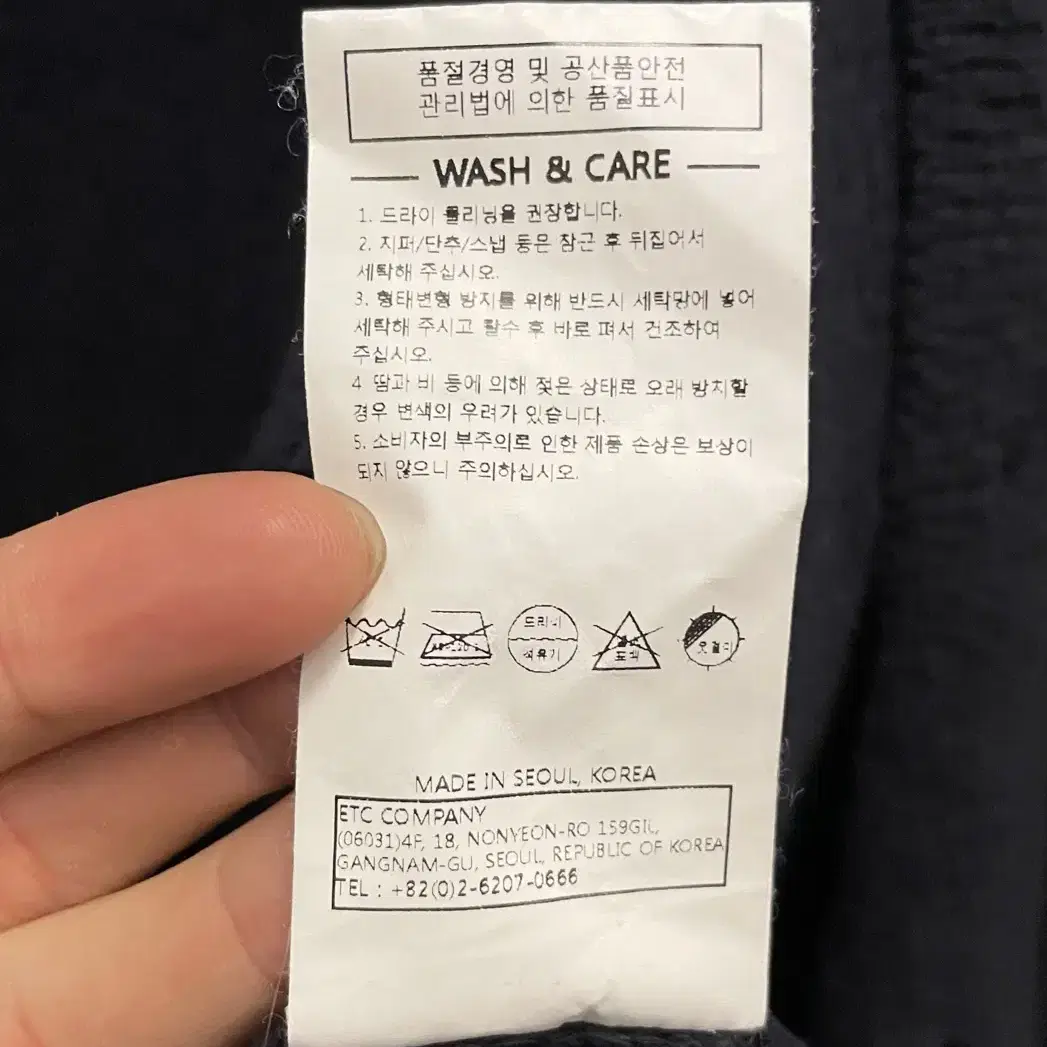 품절경영 및 공산품안전
관리법에 의한 품질표시
WASH & CARE
1. 드라이 클리닝을 권장합니다.
2. 지퍼/단추/스냅 등은 잠근 후 뒤집어서
세탁해 주십시오.
3. 형태변형 방지를 위해 반드시 세탁망에 넣어
세탁해 주시고 탈수 후 바로 펴서 건조하여
주십시오.
4 땀과 비 등에 의해 젖은 상태로 오래 방치할
경우 변색의 우려가 있습니다.
5. 소비자의 부주의로 인한 제품 손상은 보상이
되지 않으니 주의하십시오.
드라이
석유계
표백
옷걸이
MADE IN SEOUL, KOREA
ETC COMPANY
(06031)4F, 18, NONYEON-RO 159GIL,
GANGNAM-GU, SEOUL, REPUBLIC OF KOREA
TEL : +82(0)2-6207-0666